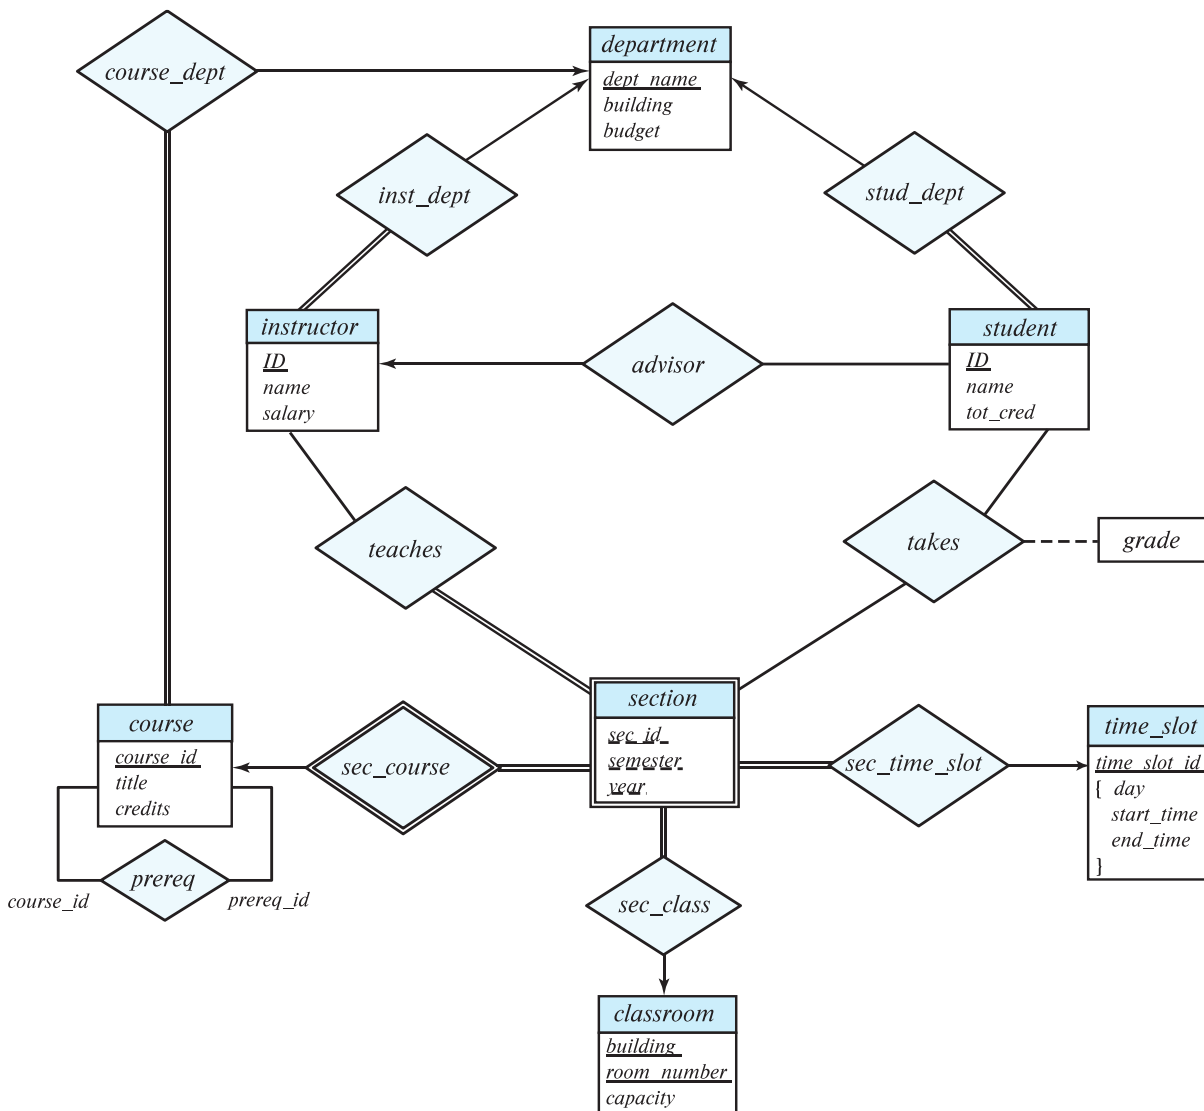 department
course_dept
dept_name
building
budget
inst_dept
stud_dept
instructor
ID
name
salary
advisor
student
ID
name
tot_cred
teaches
takes
grade
section
sec_id
semester
year
course
course_id
title
credits
sec_course
sec_time_slot
time_slot
time_slot_id
{ day
start_time
end_time
}
prereq
course_id
prereq_id
sec_class
classroom
building
room_number
capacity